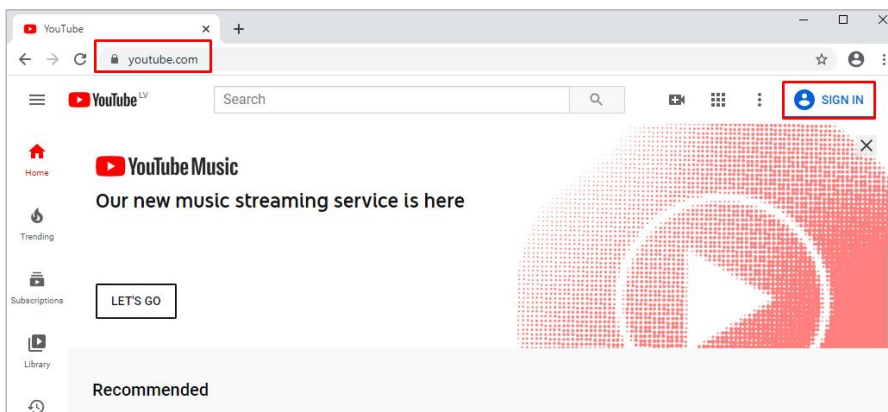 YouTube
youtube.com
YouTube LV
Search
SIGN IN
Home
YouTube Music
Our new music streaming service is here
Trending
Subscriptions
LET'S GO
Library
Recommended